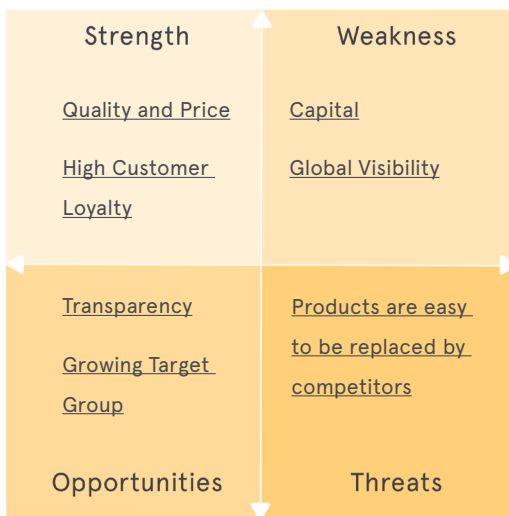 Strength
Quality and Price
High Customer
Loyalty
Weakness
Capital
Global Visibility
Transparency
Growing Target
Group
Opportunities
Products are easy
to be replaced by
competitors
Threats